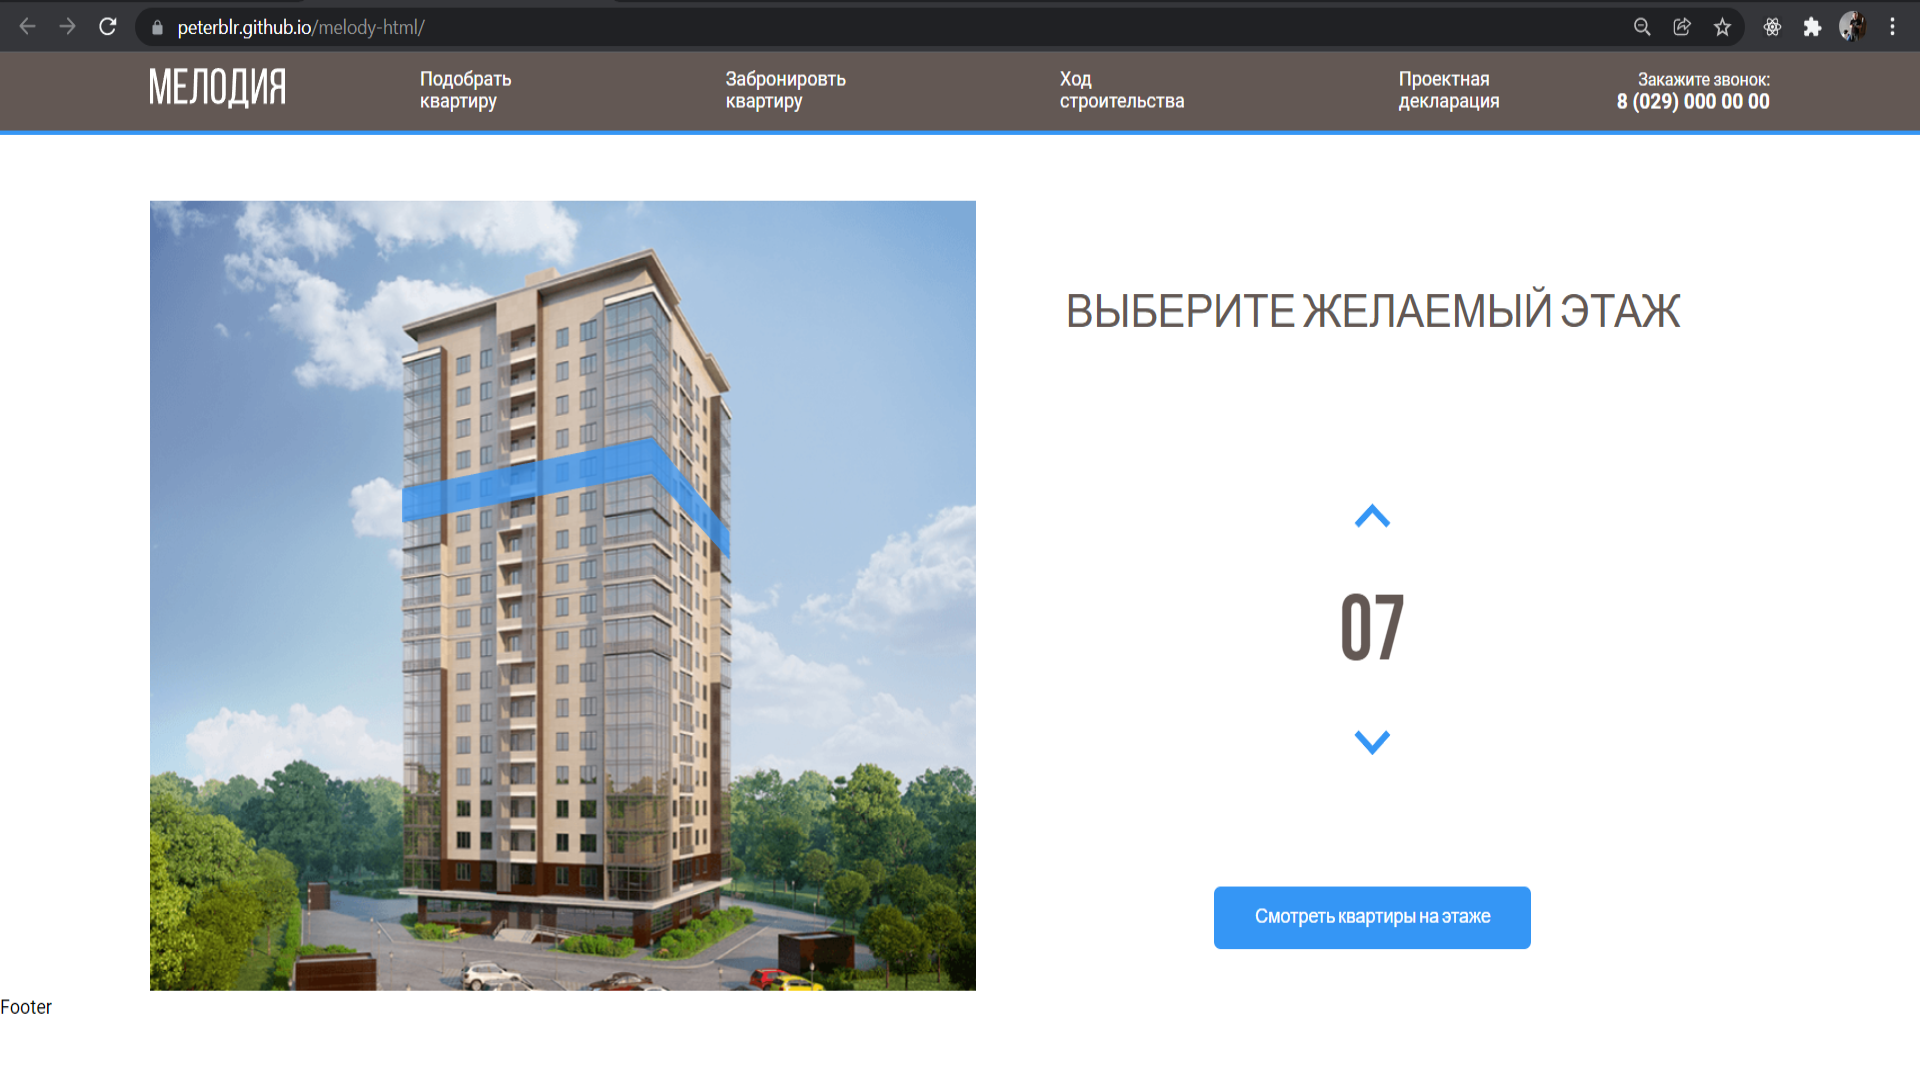 peterblr.github.io/melody-html/
МЕЛОДИЯ
Подобрать
квартиру
Забронировть
квартиру
Ход
строительства
Проектная
декларация
Закажите звонок:
8 (029) 000 00 00
ВЫБЕРИТЕ ЖЕЛАЕМЫЙ ЭТАЖ
07
Смотреть квартиры на этаже
Footer